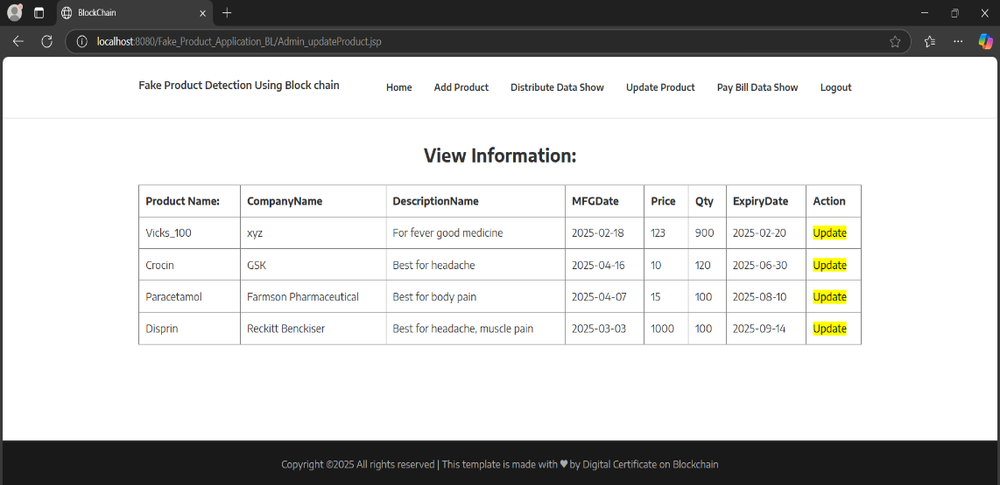 BlockChain
localhost:8080/Fake_Product_Application_BL/Admin_updateProduct.jsp
Fake Product Detection Using Block chain Home Add Product Distribute Data Show Update Product Pay Bill Data Show Logout
View Information:
Product Name: CompanyName DescriptionName MFGDate Price Qty ExpiryDate Action
Vicks_100 xyz For fever good medicine 2025-02-18 123 900 2025-02-20 Update
Crocin GSK Best for headache 2025-04-16 10 120 2025-06-30 Update
Paracetamol Farmson Pharmaceutical Best for body pain 2025-04-07 15 100 2025-08-10 Update
Disprin Reckitt Benckiser Best for headache, muscle pain 2025-03-03 1000 100 2025-09-14 Update
Copyright ©2025 All rights reserved | This template is made with ♥ by Digital Certificate on Blockchain